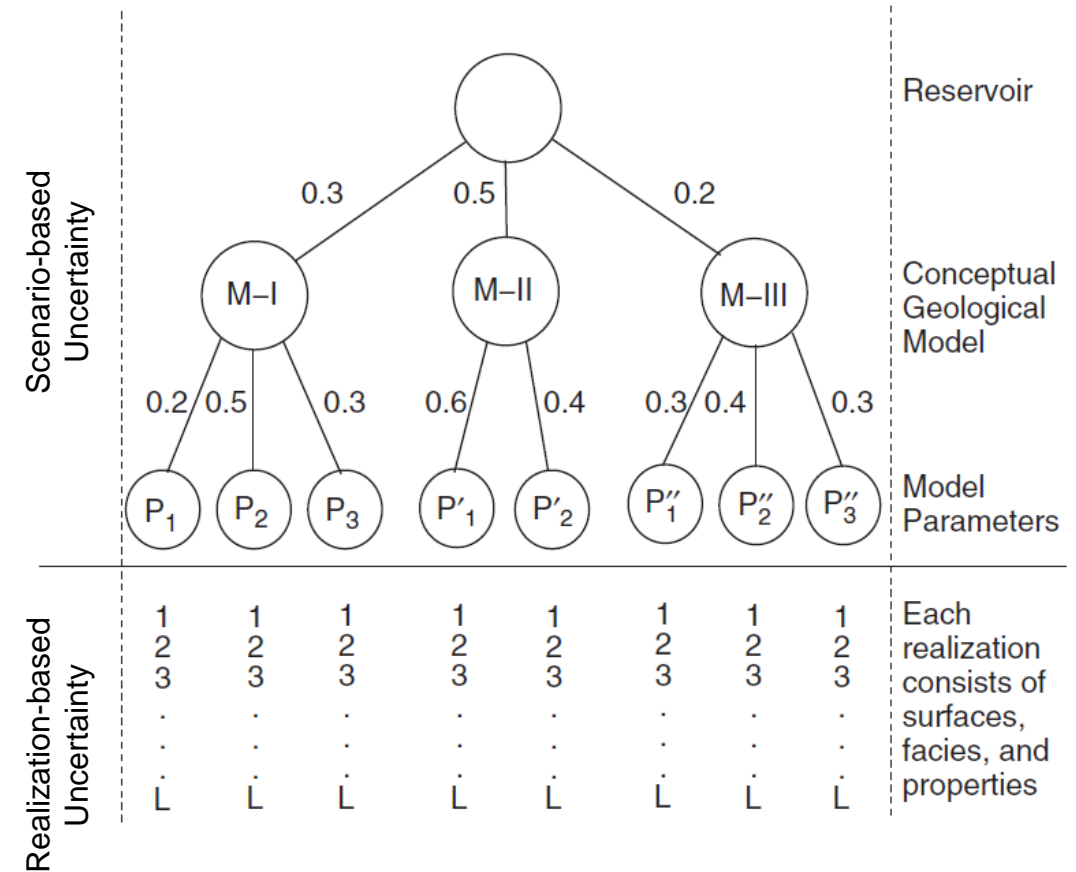 Scenario-based
Uncertainty
Reservoir
0.3 0.5 0.2
M–I M–II M–III
Conceptual
Geological
Model
0.2 0.5 0.3 0.6 0.4 0.3 0.4 0.3
P1 P2 P3 P′1 P′2 P″1 P″2 P″3
Model
Parameters
Realization-based
Uncertainty
1 1 1 1 1 1 1 1
2 2 2 2 2 2 2 2
3 3 3 3 3 3 3 3
. . . . . . . .
. . . . . . . .
. . . . . . . .
L L L L L L L L
Each
realization
consists of
surfaces,
facies, and
properties